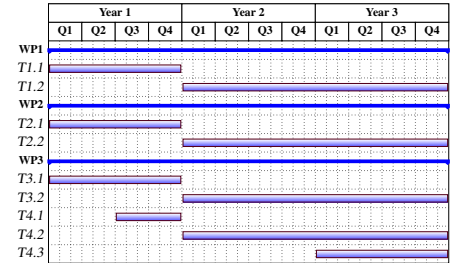 Year 1 Year 2 Year 3
Q1 Q2 Q3 Q4 Q1 Q2 Q3 Q4 Q1 Q2 Q3 Q4
WP1
T1.1
T1.2
WP2
T2.1
T2.2
WP3
T3.1
T3.2
T4.1
T4.2
T4.3